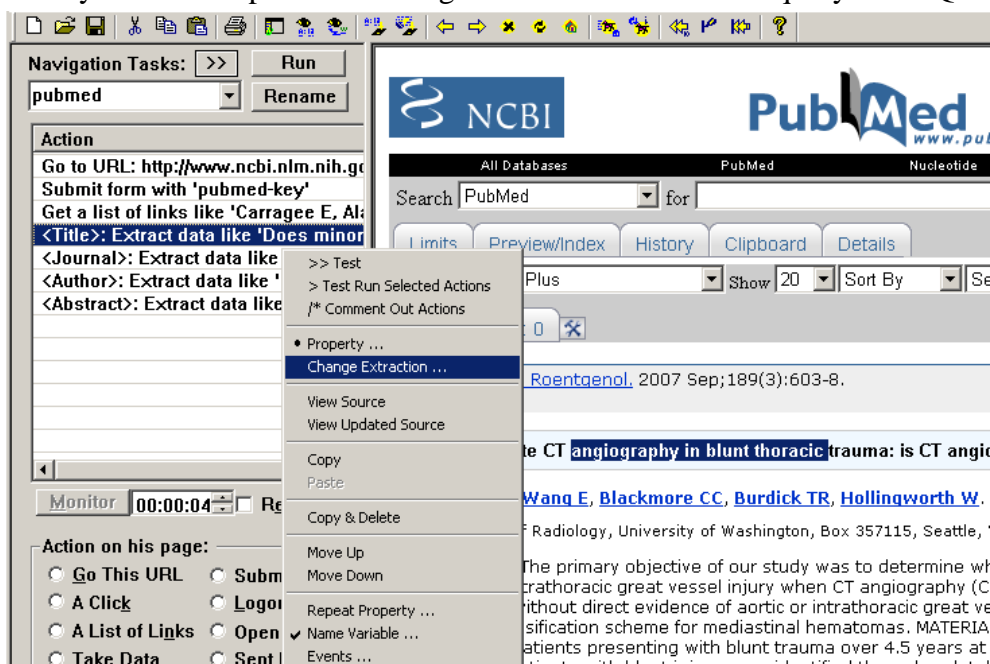 Navigation Tasks: >> Run
pubmed Rename
Action
Go to URL: http://www.ncbi.nlm.nih.go
Submit form with 'pubmed-key'
Get a list of links like 'Carragee E, Ala
<Title>: Extract data like 'Does minor
<Journal>: Extract data like
<Author>: Extract data like '
<Abstract>: Extract data like
>> Test
> Test Run Selected Actions
/* Comment Out Actions
Property ...
Change Extraction ...
View Source
View Updated Source
Copy
Paste
Copy & Delete
Move Up
Move Down
Repeat Property ...
Name Variable ...
Events ...
Monitor 00:00:04 Re
Action on his page:
Go This URL Subm
A Click Logon
A List of Links Open
Take Data Sent
NCBI
PubMed
www.pub
All Databases PubMed Nucleotide
Search PubMed for
Limits Preview/Index History Clipboard Details
Plus Show 20 Sort By Se
: 0
Roentgenol. 2007 Sep;189(3):603-8.
te CT angiography in blunt thoracic trauma: is CT angio
Wang E, Blackmore CC, Burdick TR, Hollingworth W.
f Radiology, University of Washington, Box 357115, Seattle,
The primary objective of our study was to determine wh
trathoracic great vessel injury when CT angiography (C
ithout direct evidence of aortic or intrathoracic great ve
sification scheme for mediastinal hematomas. MATERIA
atients presenting with blunt trauma over 4.5 years at